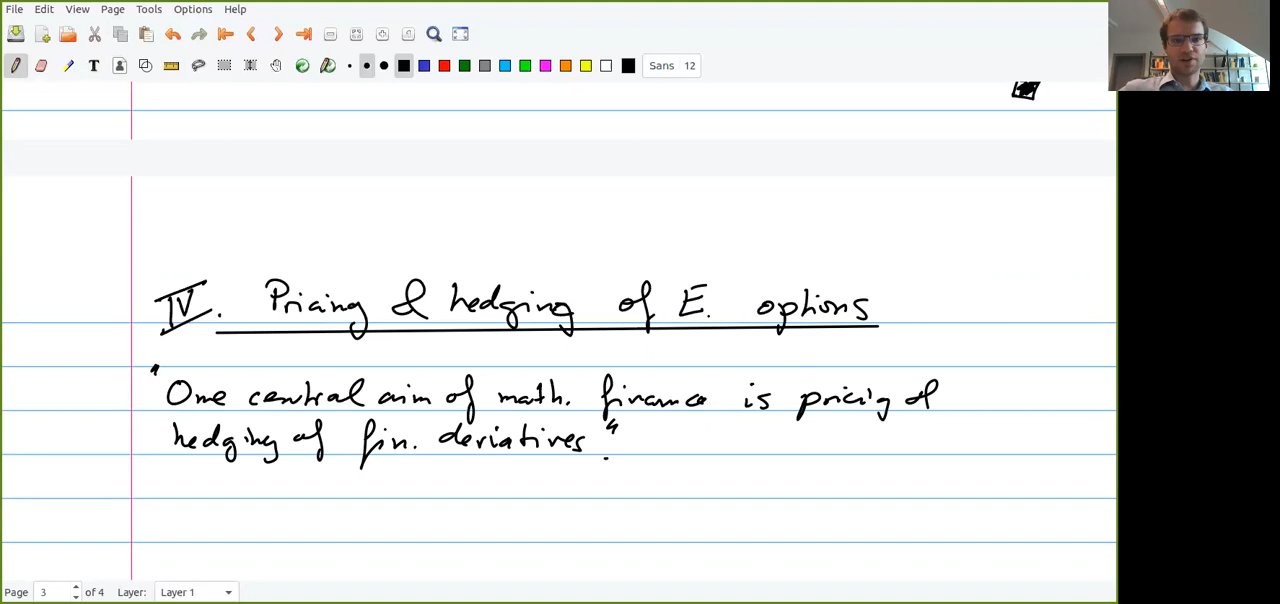 File Edit View Page Tools Options Help
Sans 12
IV. Pricing & hedging of E. options
"One central aim of math. finance is pricing &
hedging of fin. derivatives".
Page 3 of 4 Layer: Layer 1